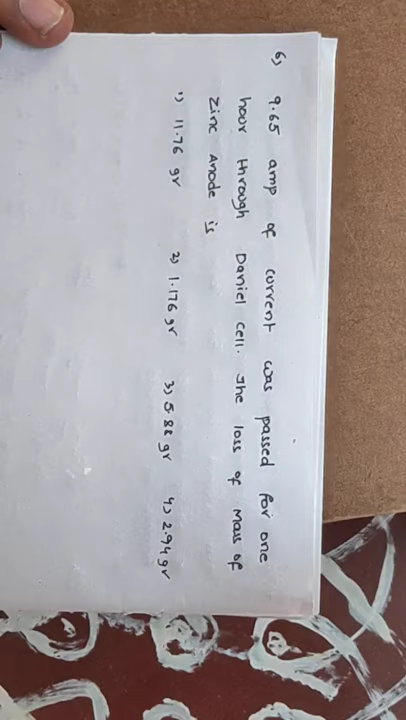 6) 9.65 amp of current was passed for one
hour through Daniel Cell. The loss of Mass of
Zinc Anode is
1) 11.76 gr 2) 1.176 gr 3) 5.88 gr 4) 2.94 gr